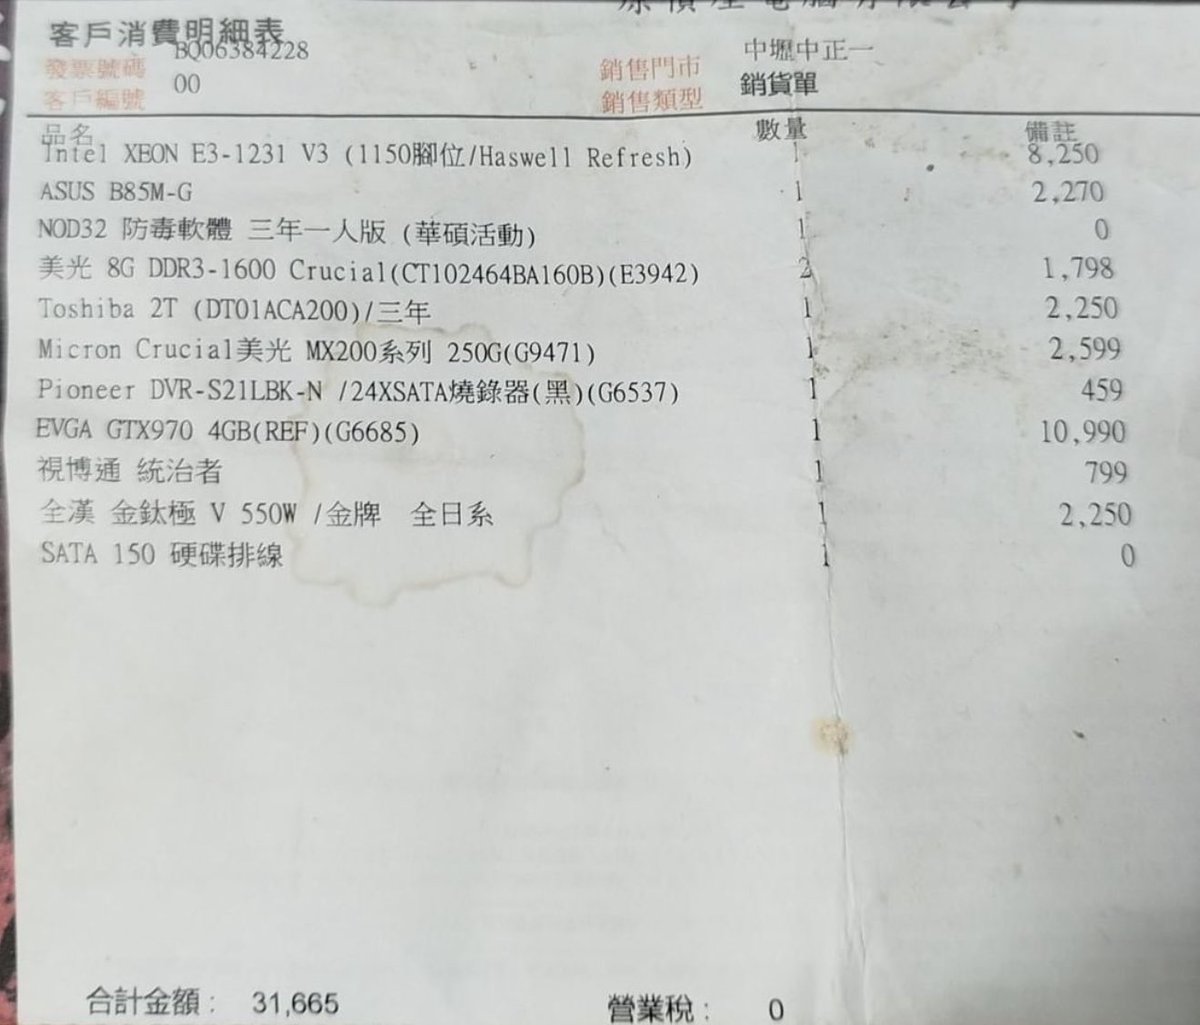 原價屋電腦有限公司
客戶消費明細表
發票號碼 BQ06384228 銷售門市 中壢中正一
客戶編號 00 銷售類型 銷貨單
品名 數量 備註
Intel XEON E3-1231 V3 (1150腳位/Haswell Refresh) 1 8,250
ASUS B85M-G 1 2,270
NOD32 防毒軟體 三年一人版 (華碩活動) 1 0
美光 8G DDR3-1600 Crucial(CT102464BA160B)(E3942) 2 1,798
Toshiba 2T (DT01ACA200)/三年 1 2,250
Micron Crucial美光 MX200系列 250G(G9471) 1 2,599
Pioneer DVR-S21LBK-N /24XSATA燒錄器(黑)(G6537) 1 459
EVGA GTX970 4GB(REF)(G6685) 1 10,990
視博通 統治者 1 799
全漢 金鈦極 V 550W /金牌 全日系 1 2,250
SATA 150 硬碟排線 1 0
合計金額: 31,665 營業稅: 0